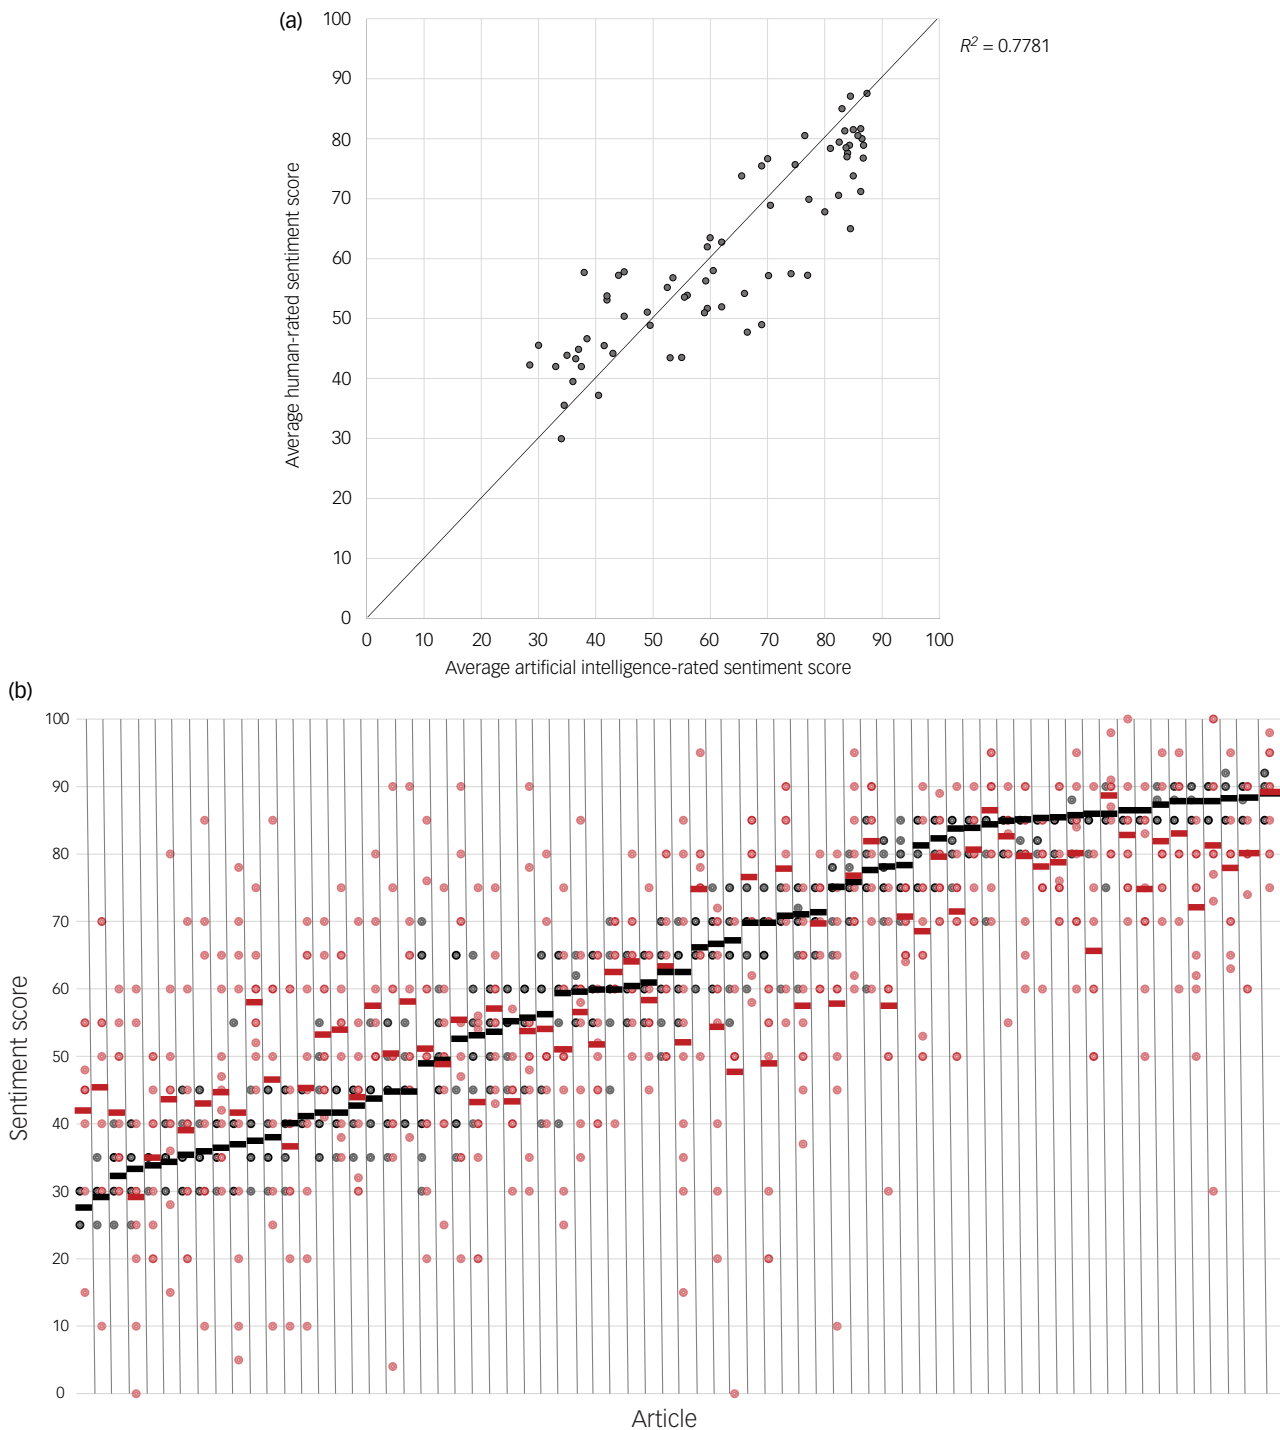 (a)
R² = 0.7781
100
90
80
70
60
50
40
30
20
10
0
Average human-rated sentiment score
0 10 20 30 40 50 60 70 80 90 100
Average artificial intelligence-rated sentiment score
(b)
100
90
80
70
60
50
40
30
20
10
0
Sentiment score
Article